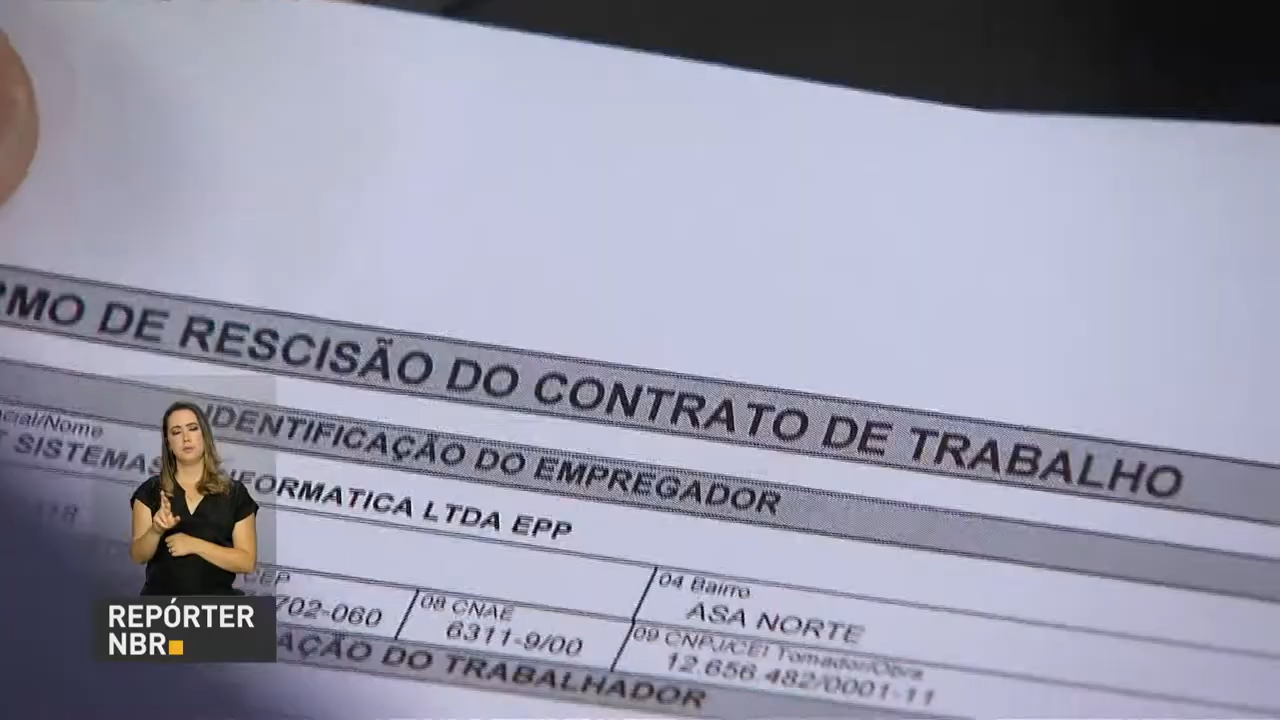 RMO DE RESCISÃO DO CONTRATO DE TRABALHO
IDENTIFICAÇÃO DO EMPREGADOR
cial/Nome
T SISTEMAS INFORMATICA LTDA EPP
04 Bairro
ASA NORTE
CEP
702-060
08 CNAE
6311-9/00
09 CNPJ/CEI Tomador/Obra
12.656.482/0001-11
AÇÃO DO TRABALHADOR
REPÓRTER
NBR